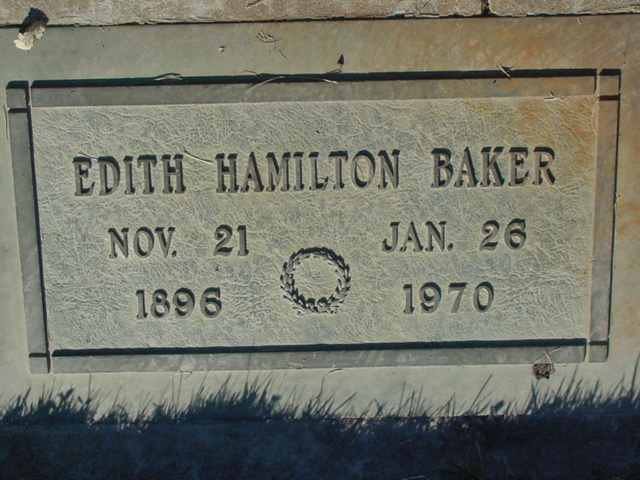 EDITH HAMILTON BAKER
NOV. 21 JAN. 26
1896 1970